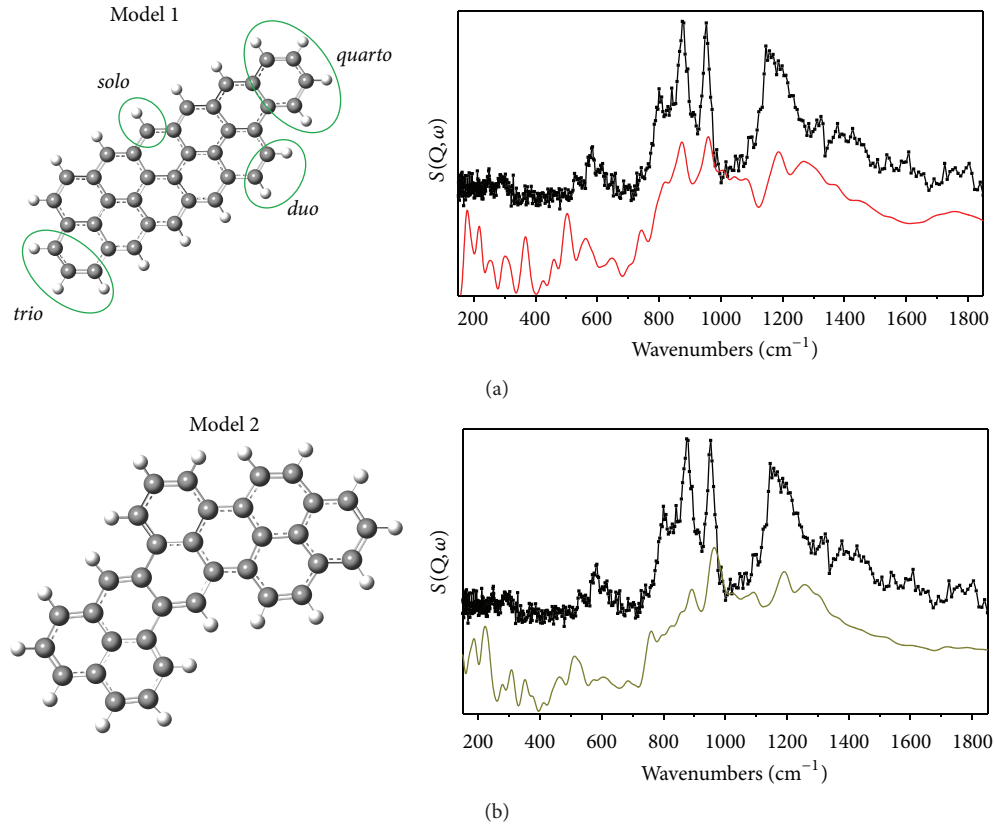 Model 1
quarto
solo
duo
trio
S(Q, ω)
200 400 600 800 1000 1200 1400 1600 1800
Wavenumbers (cm⁻¹)
(a)
Model 2
S(Q, ω)
200 400 600 800 1000 1200 1400 1600 1800
Wavenumbers (cm⁻¹)
(b)